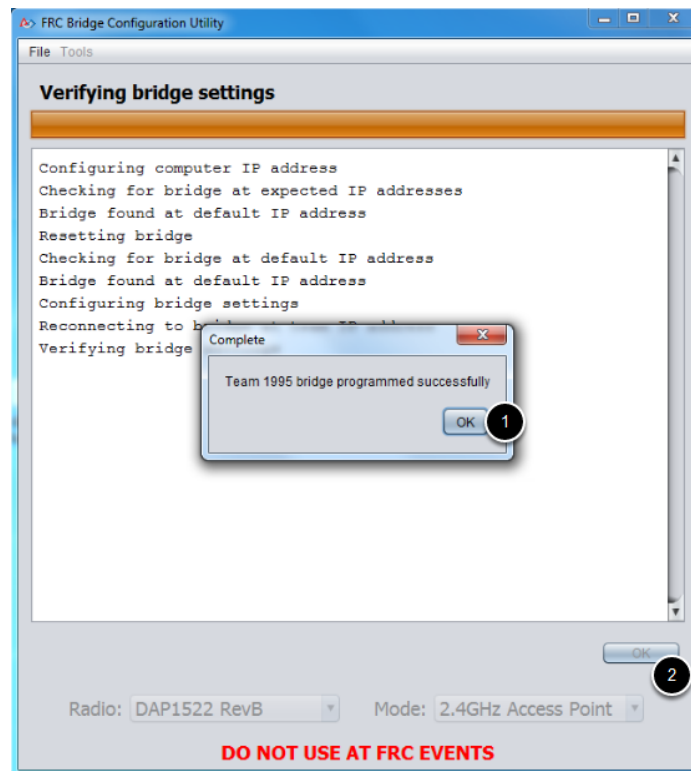 FRC Bridge Configuration Utility
File Tools
Verifying bridge settings
Configuring computer IP address
Checking for bridge at expected IP addresses
Bridge found at default IP address
Resetting bridge
Checking for bridge at default IP address
Bridge found at default IP address
Configuring bridge settings
Reconnecting to
Verifying bridge
Complete
Team 1995 bridge programmed successfully
OK 1
OK
2
Radio: DAP1522 RevB Mode: 2.4GHz Access Point
DO NOT USE AT FRC EVENTS